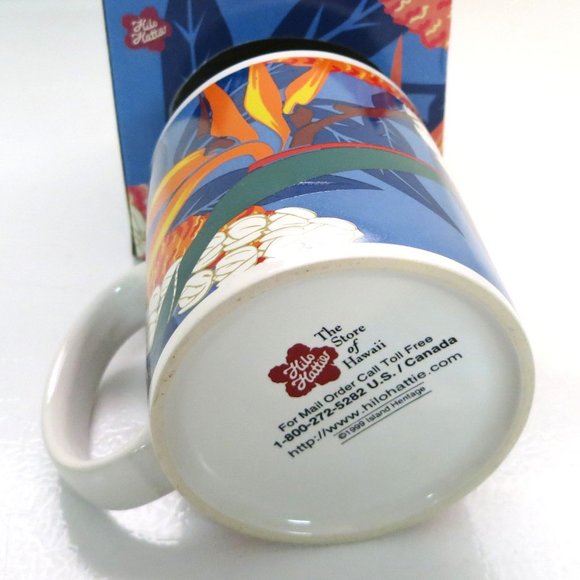 Hilo
Hattie
Hilo
Hattie
The
Store
of
Hawaii
For Mail Order Call Toll Free
1-800-272-5282 U.S. / Canada
http://www.hilohattie.com
©1999 Island Heritage